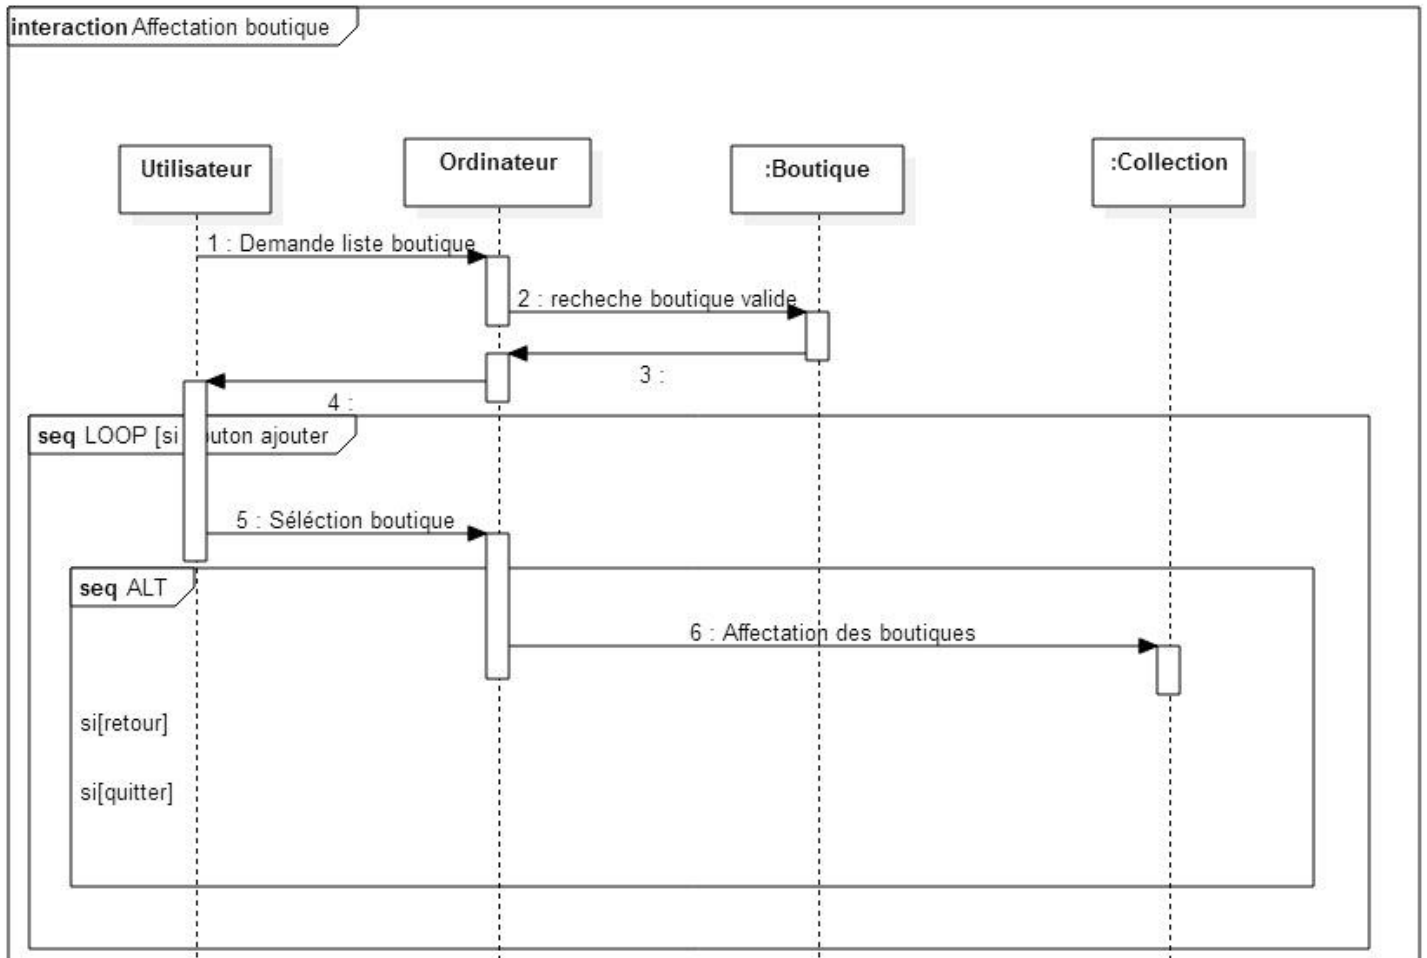 interaction Affectation boutique
Utilisateur
Ordinateur
:Boutique
:Collection
1 : Demande liste boutique
2 : recheche boutique valide
3 :
4 :
seq LOOP [si outon ajouter
5 : Séléction boutique
seq ALT
6 : Affectation des boutiques
si[retour]
si[quitter]